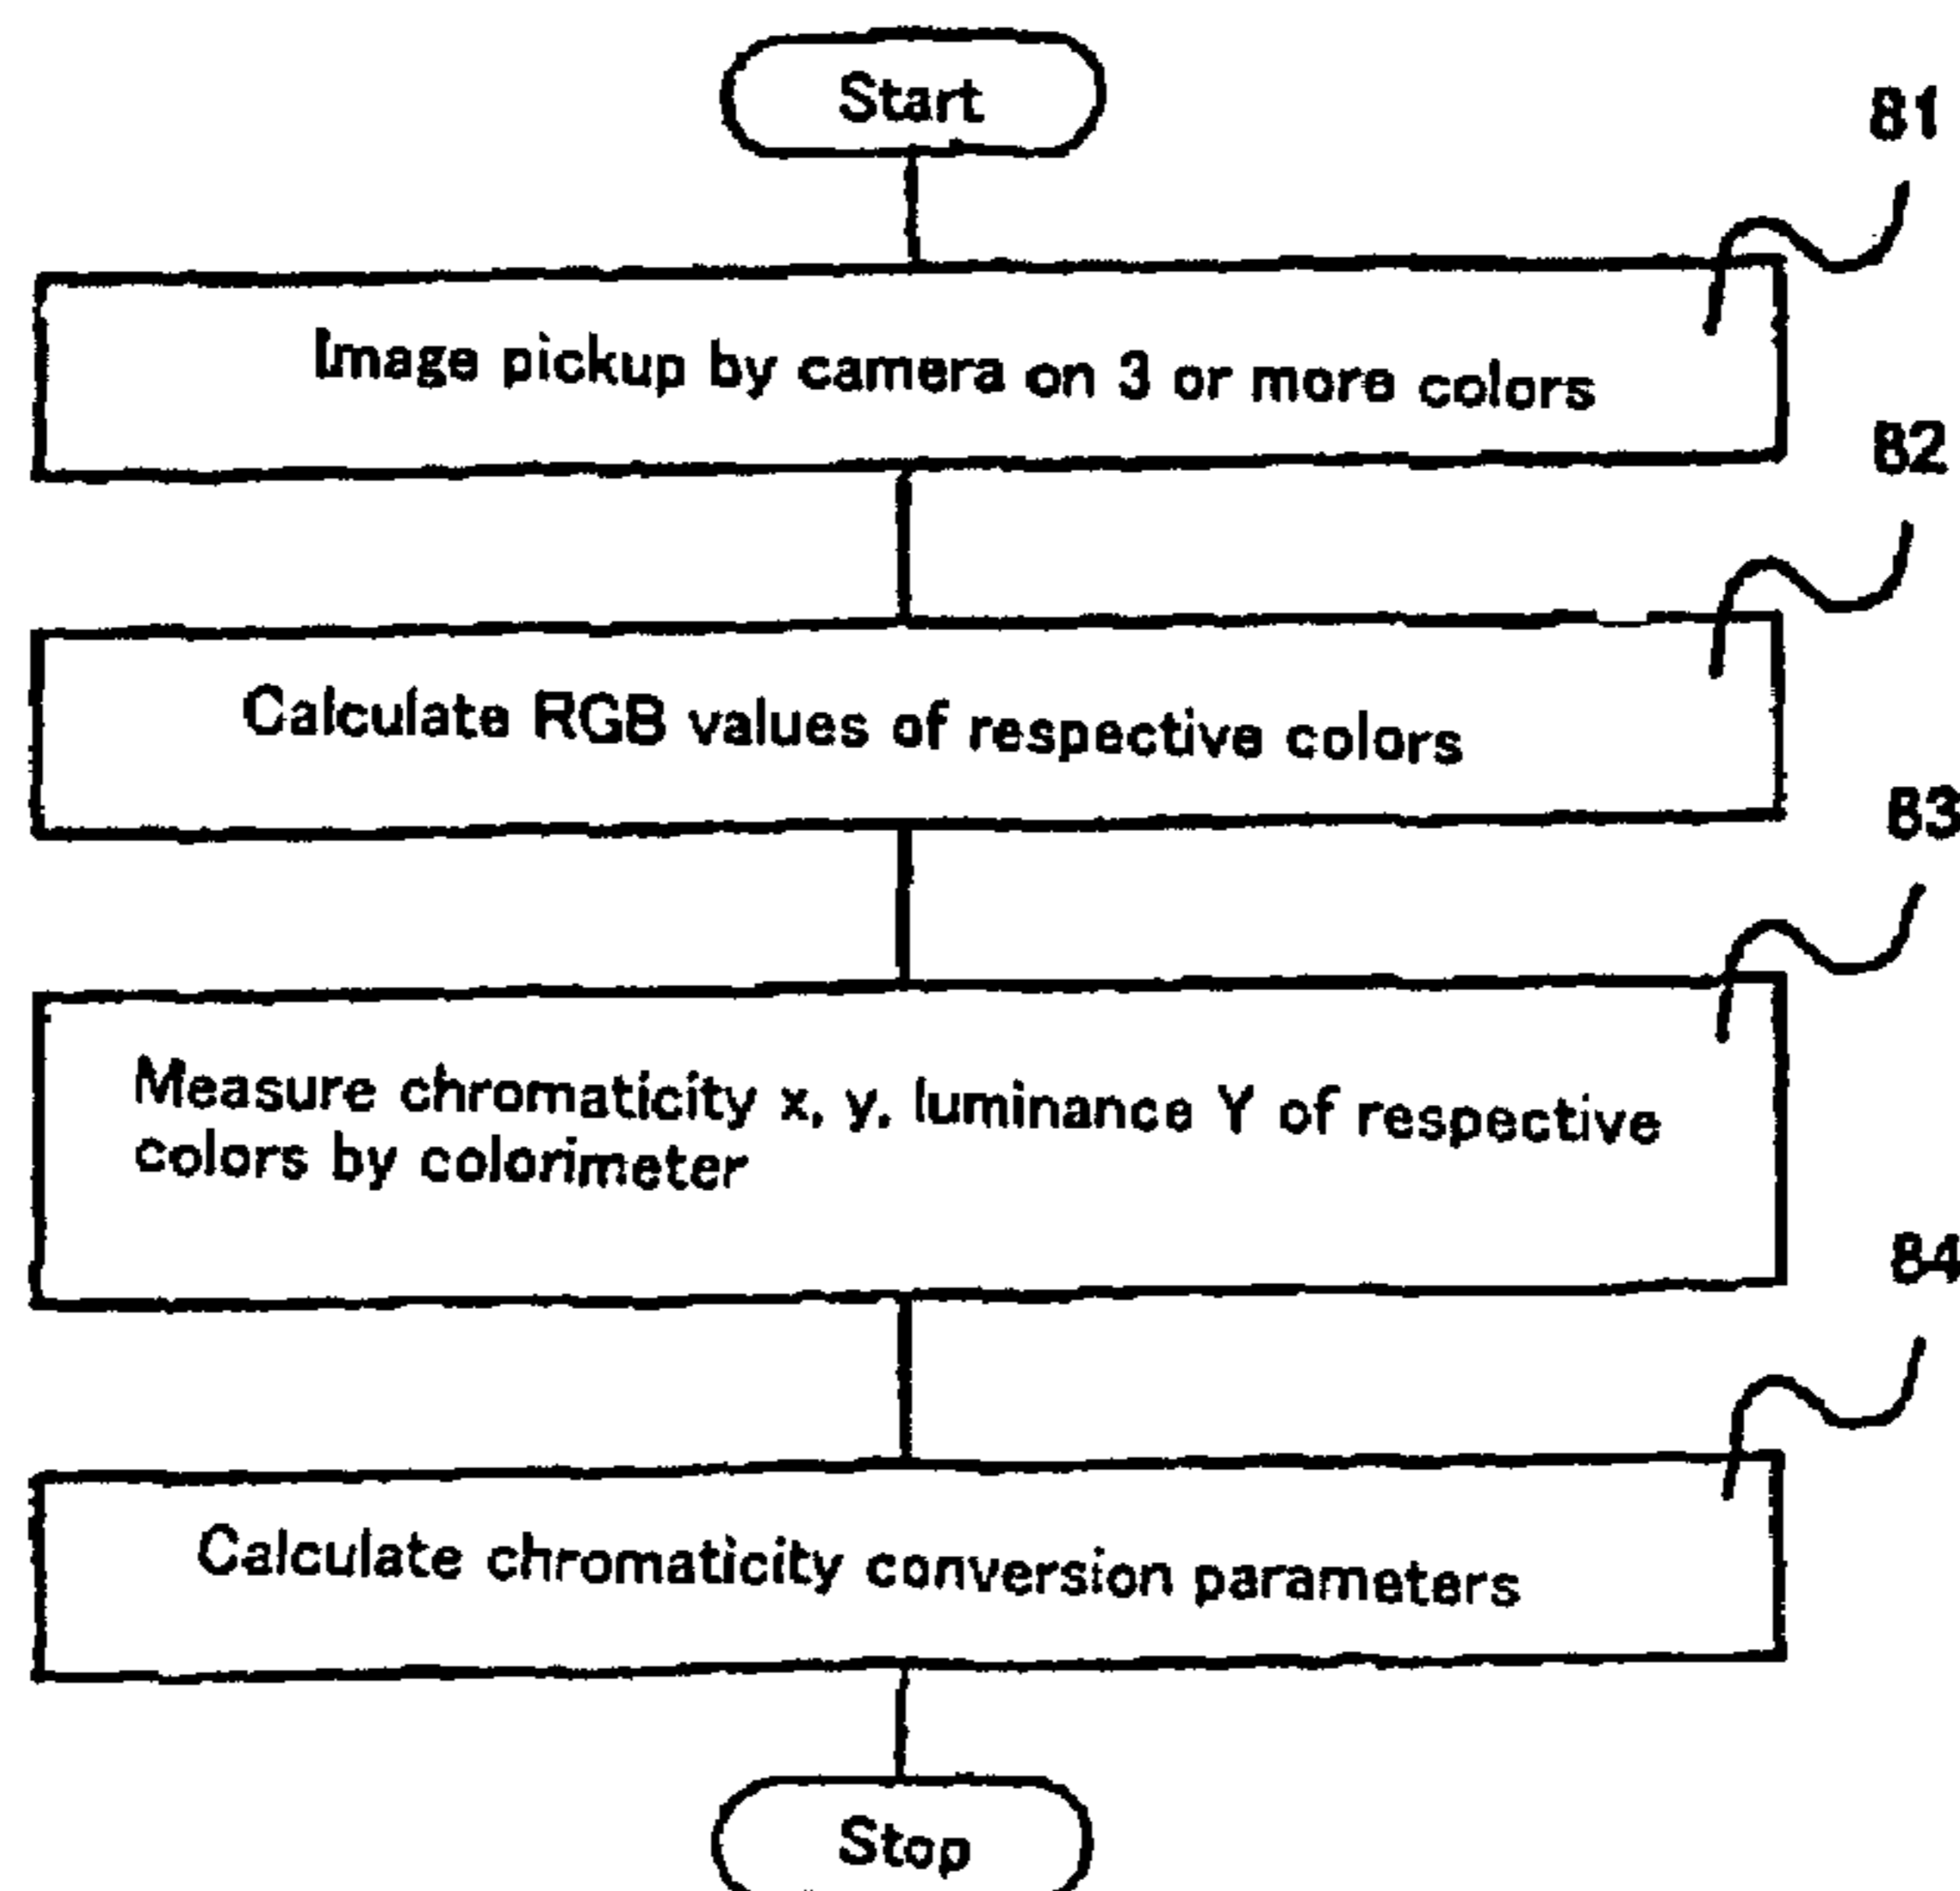 Start
81
Image pickup by camera on 3 or more colors
82
Calculate RGB values of respective colors
83
Measure chromaticity x, y, luminance Y of respective
colors by colorimeter
84
Calculate chromaticity conversion parameters
Stop